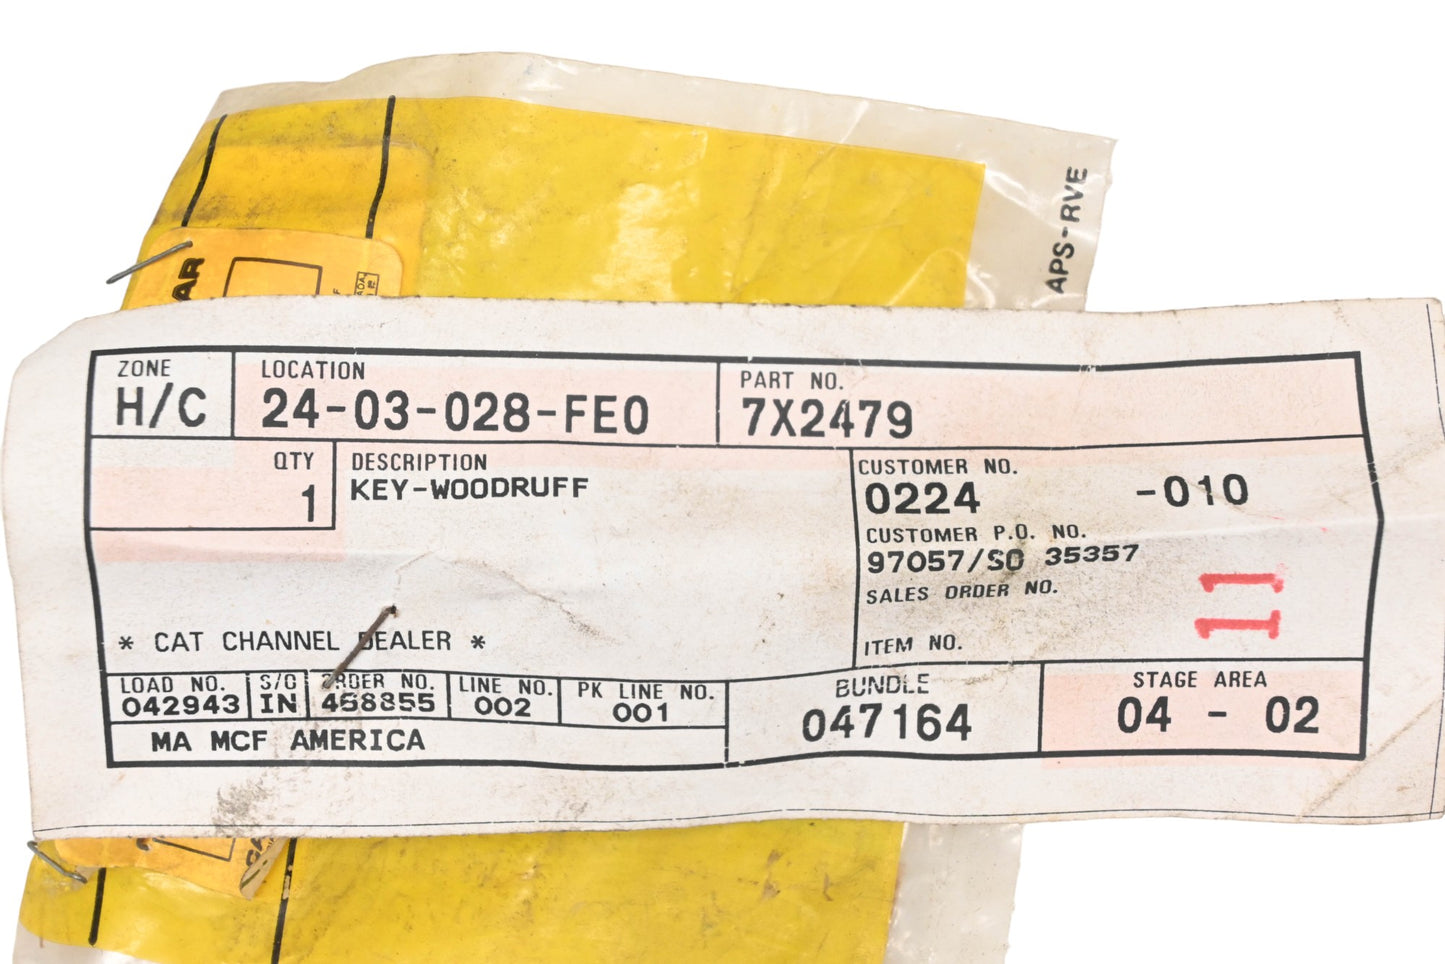 APS-RVE
AR
ZONE LOCATION PART NO.
H/C 24-03-028-FE0 7X2479
QTY DESCRIPTION CUSTOMER NO.
1 KEY-WOODRUFF 0224 -010
CUSTOMER P.O. NO.
97057/SO 35357
SALES ORDER NO.
11
* CAT CHANNEL DEALER * ITEM NO.
LOAD NO. S/O ORDER NO. LINE NO. PK LINE NO. BUNDLE STAGE AREA
042943 IN 458855 002 001 047164 04 - 02
MA MCF AMERICA